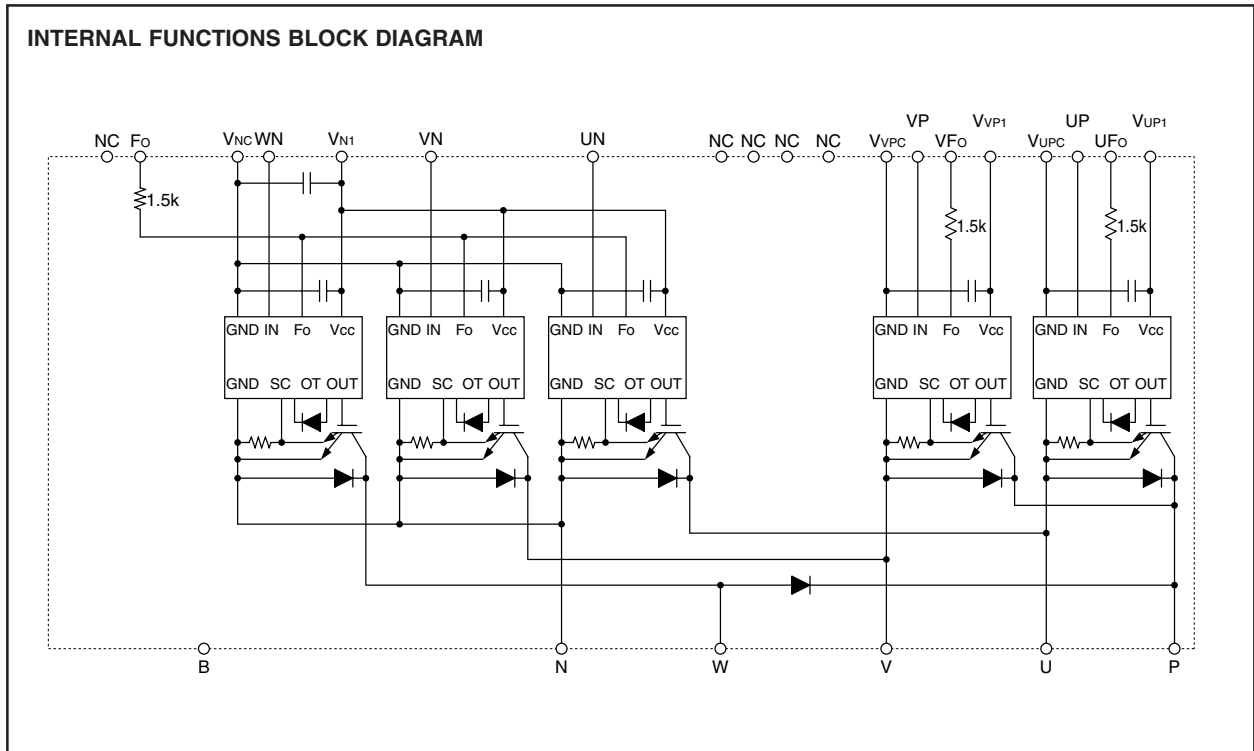 INTERNAL FUNCTIONS BLOCK DIAGRAM
VP VVP1 UP VUP1
NC FO VNC WN VN1 VN UN NC NC NC NC VVPC VFO VUPC UFO
1.5k 1.5k 1.5k
GND IN Fo Vcc GND IN Fo Vcc GND IN Fo Vcc GND IN Fo Vcc GND IN Fo Vcc
GND SC OT OUT GND SC OT OUT GND SC OT OUT GND SC OT OUT GND SC OT OUT
B N W V U P